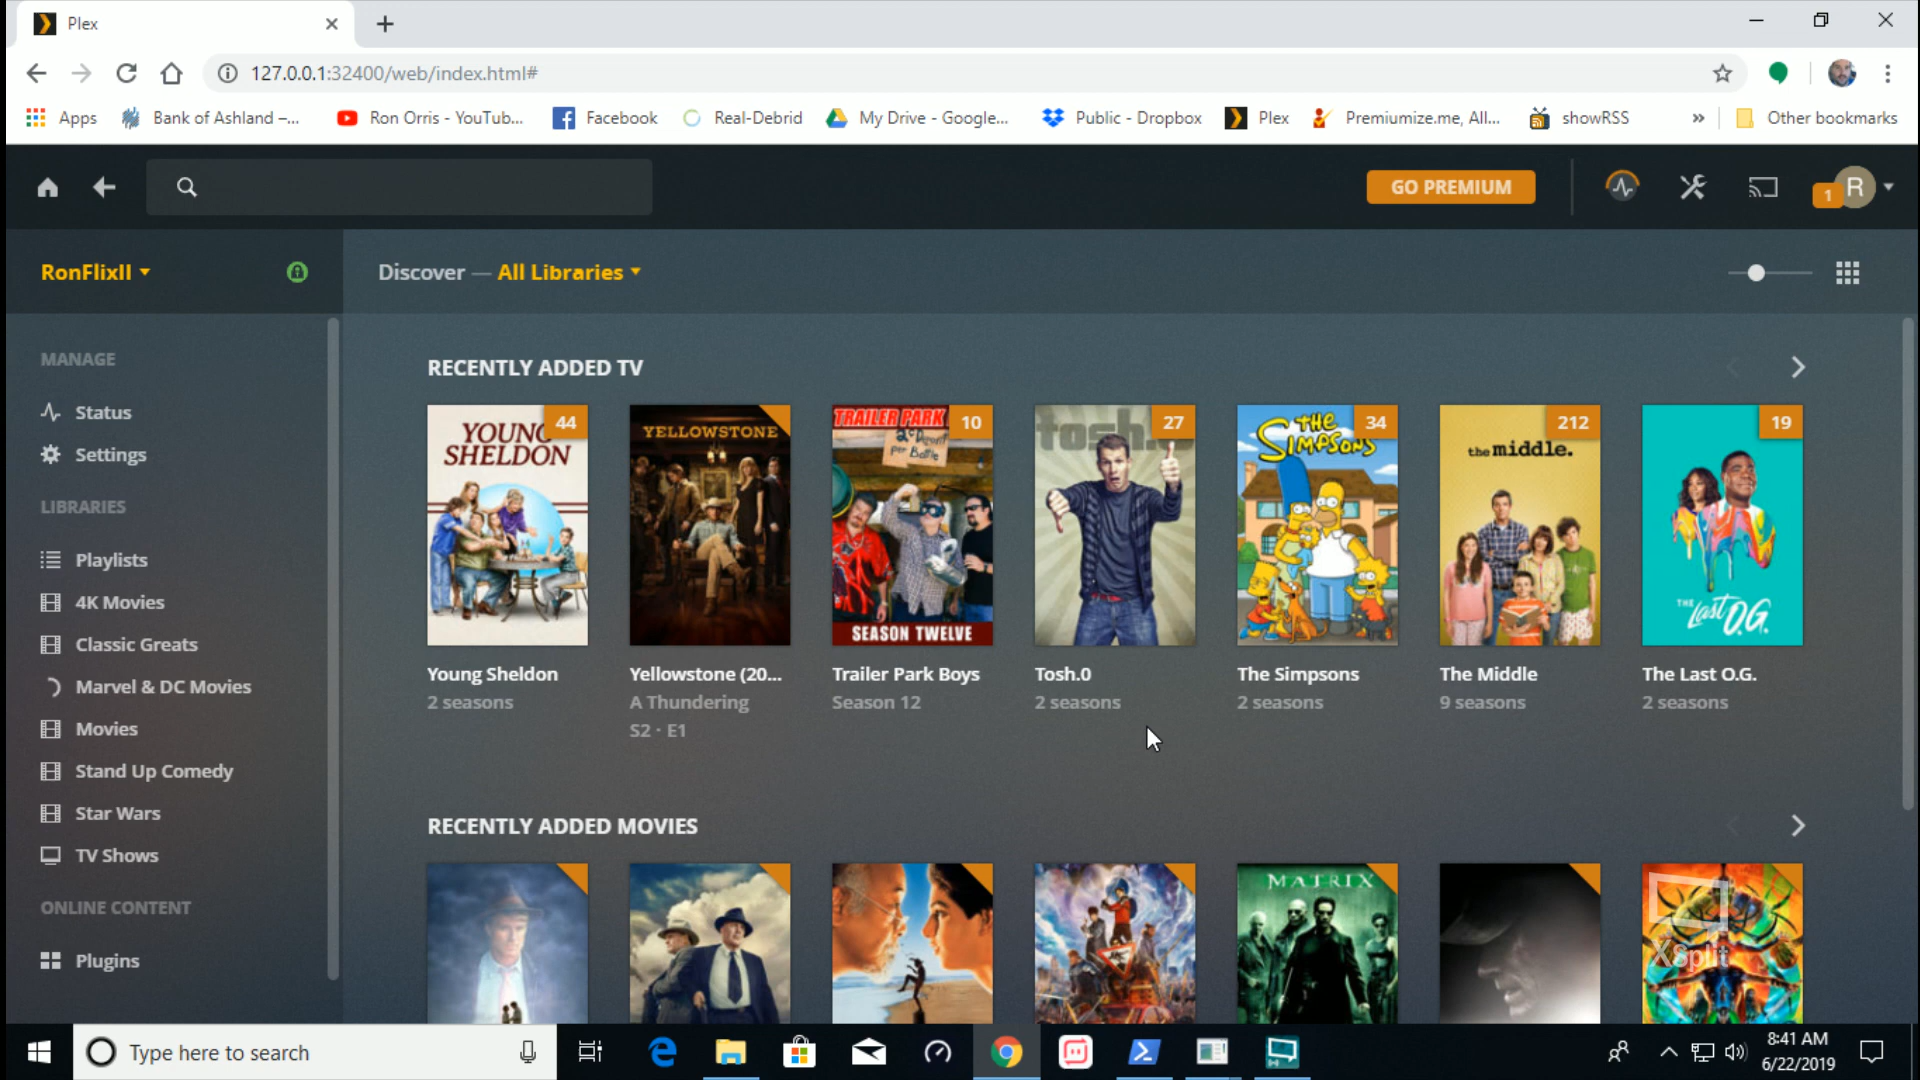 Plex
127.0.0.1:32400/web/index.html#
Apps
Bank of Ashland –...
Ron Orris - YouTub...
Facebook
Real-Debrid
My Drive - Google...
Public - Dropbox
Plex
Premiumize.me, All...
showRSS
»
Other bookmarks
GO PREMIUM
1
R
RonFlixII
Discover — All Libraries
MANAGE
Status
Settings
LIBRARIES
Playlists
4K Movies
Classic Greats
Marvel & DC Movies
Movies
Stand Up Comedy
Star Wars
TV Shows
ONLINE CONTENT
Plugins
RECENTLY ADDED TV
44
YOUNG
SHELDON
Young Sheldon
2 seasons
YELLOWSTONE
Yellowstone (20...
A Thundering
S2 · E1
10
TRAILER PARK
per Bottle
SEASON TWELVE
Trailer Park Boys
Season 12
27
tosh.
Tosh.0
2 seasons
34
THE
SIMPSONS
The Simpsons
2 seasons
212
the middle.
The Middle
9 seasons
19
THE
Last O.G.
The Last O.G.
2 seasons
RECENTLY ADDED MOVIES
MATRIX
XSplit
Type here to search
8:41 AM
6/22/2019